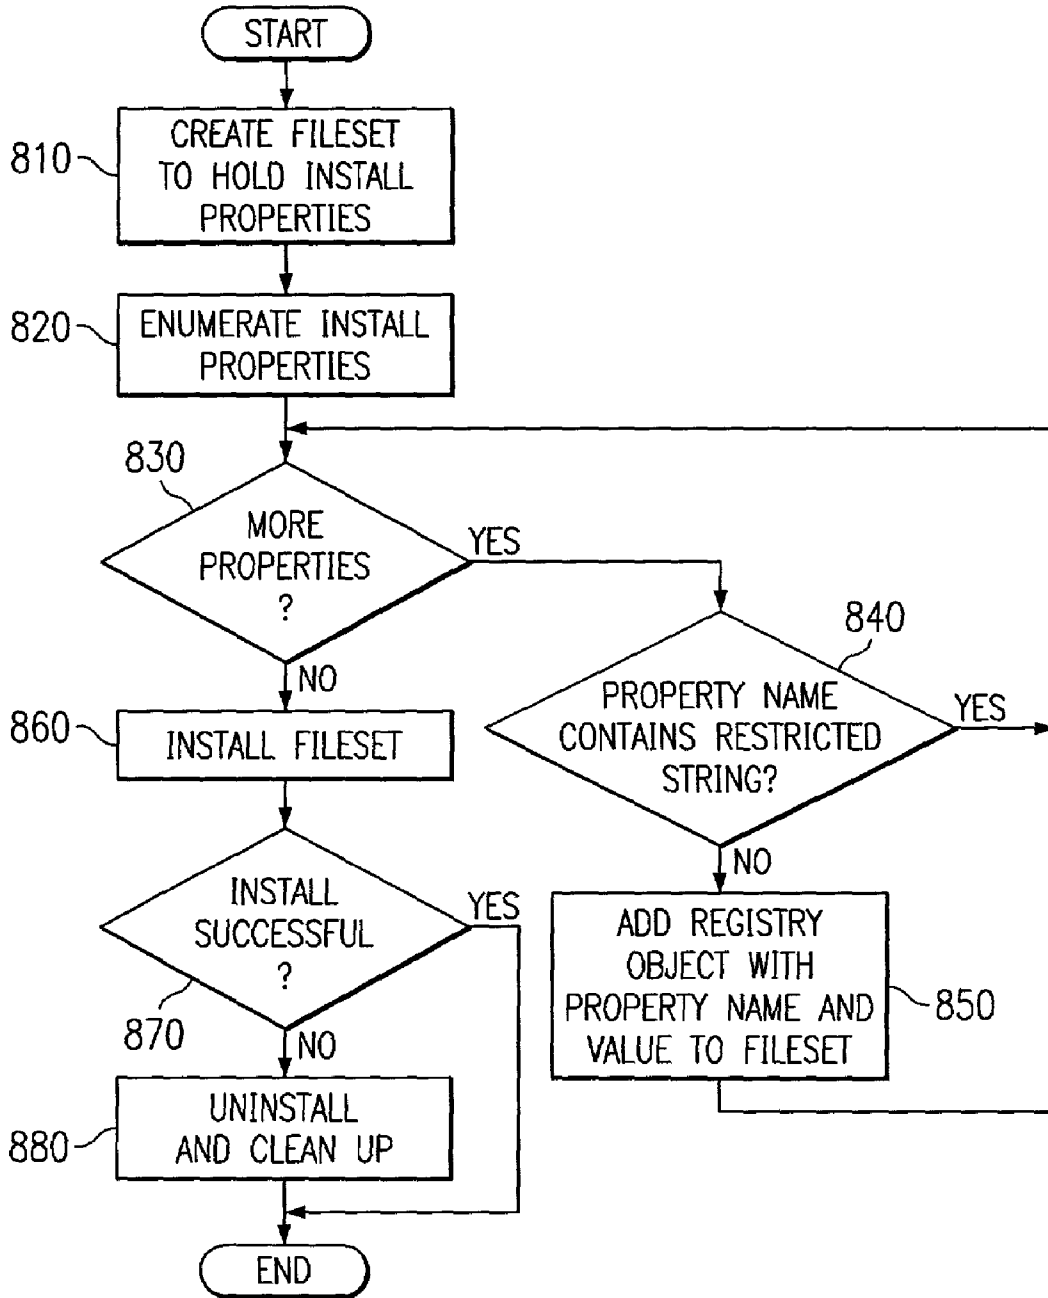 START
CREATE FILESET
TO HOLD INSTALL
PROPERTIES
810
ENUMERATE INSTALL
PROPERTIES
820
830
MORE
PROPERTIES
?
YES
NO
840
PROPERTY NAME
CONTAINS RESTRICTED
STRING?
YES
NO
860
INSTALL FILESET
INSTALL
SUCCESSFUL
?
YES
870
NO
ADD REGISTRY
OBJECT WITH
PROPERTY NAME AND
VALUE TO FILESET
850
UNINSTALL
AND CLEAN UP
880
END